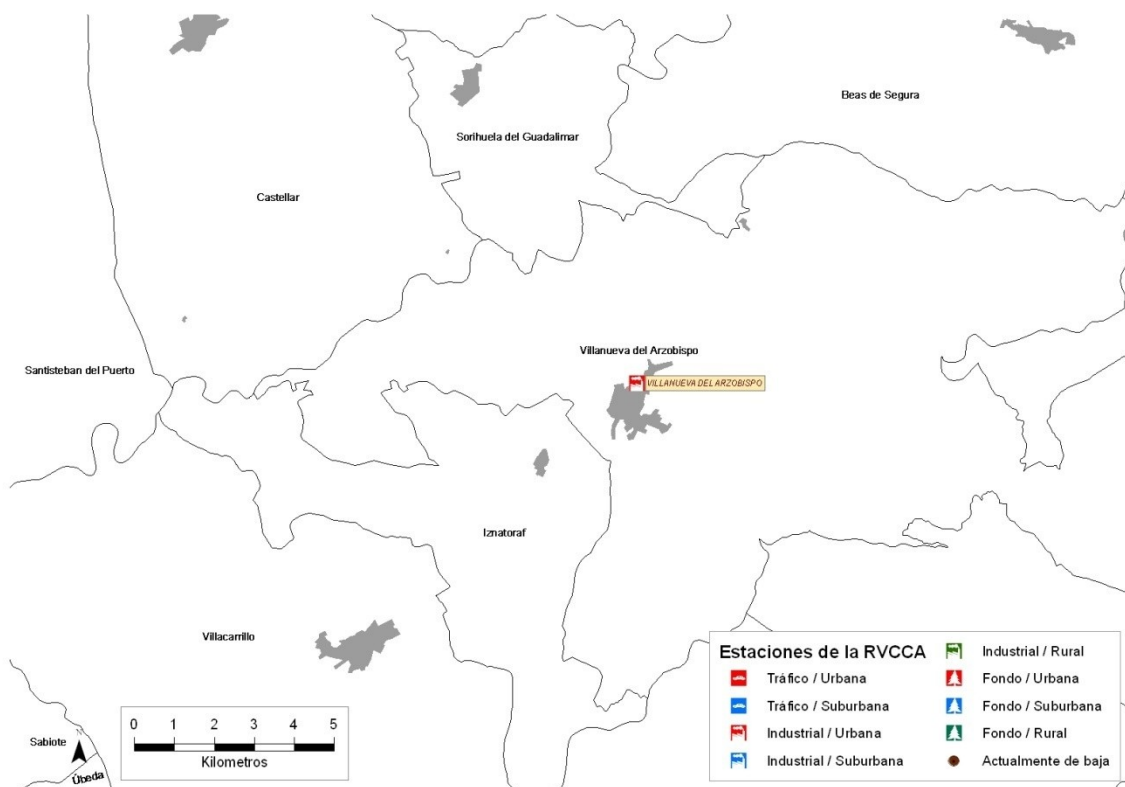 Beas de Segura
Sorihuela del Guadalimar
Castellar
Villanueva del Arzobispo
Santisteban del Puerto
VILLANUEVA DEL ARZOBISPO
Iznatoraf
Villacarrillo
Sabiote
N
Úbeda
0 1 2 3 4 5
Kilometros
Estaciones de la RVCCA
Tráfico / Urbana
Tráfico / Suburbana
Industrial / Urbana
Industrial / Suburbana
Industrial / Rural
Fondo / Urbana
Fondo / Suburbana
Fondo / Rural
Actualmente de baja